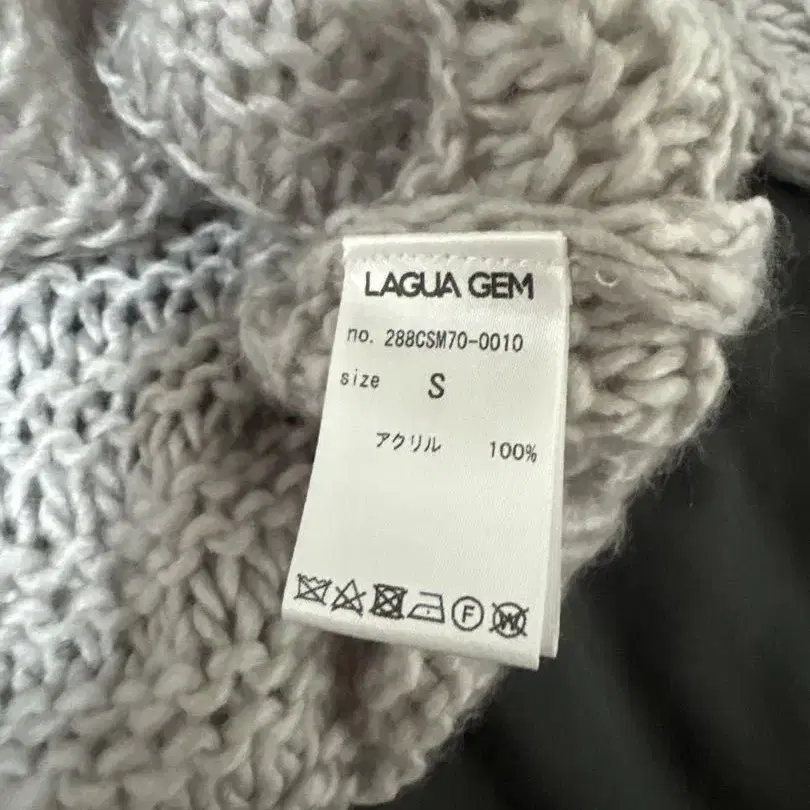 LAGUA GEM
no. 288CSM70-0010
size S
アクリル 100%
F W